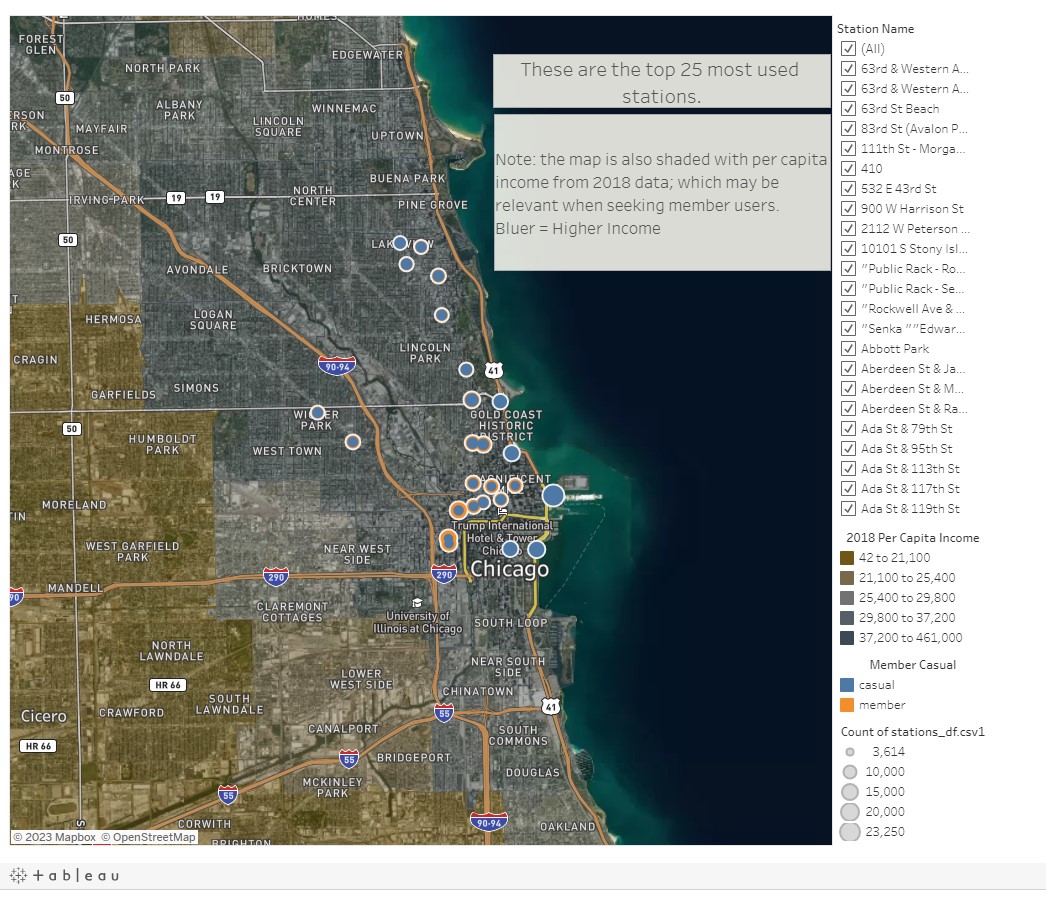 HOMES
FOREST
GLEN
EDGEWATER
NORTH PARK
50
ALBANY
PARK
WINNEMAC
LINCOLN
SQUARE
MAYFAIR
UPTOWN
MONTROSE
BUENA PARK
19
19
IRVING PARK
NORTH
CENTER
PINE GROVE
50
AVONDALE
BRICKTOWN
HERMOSA
LOGAN
SQUARE
LINCOLN
PARK
CRAGIN
90-94
41
SIMONS
GARFIELDS
GOLD COAST
HISTORIC
DISTRICT
PARK
50
HUMBOLDT
PARK
WEST TOWN
MORELAND
Trump International
Hotel & Tower
WEST GARFIELD
PARK
NEAR WEST
SIDE
Chicago
290
290
MANDELL
CLAREMONT
COTTAGES
University of
Illinois at Chicago
SOUTH LOOP
NORTH
LAWNDALE
NEAR SOUTH
SIDE
LOWER
WEST SIDE
HR 66
CHINATOWN
SOUTH
LAWNDALE
41
Cicero
CRAWFORD
55
CANALPORT
SOUTH
COMMONS
HR 66
55
BRIDGEPORT
DOUGLAS
MCKINLEY
PARK
55
CORWITH
90-94
OAKLAND
BRIGHTON
© 2023 Mapbox © OpenStreetMap
These are the top 25 most used
stations.
Note: the map is also shaded with per capita
income from 2018 data; which may be
relevant when seeking member users.
Bluer = Higher Income
Station Name
(All)
63rd & Western A...
63rd & Western A...
63rd St Beach
83rd St (Avalon P...
111th St - Morga...
410
532 E 43rd St
900 W Harrison St
2112 W Peterson ...
10101 S Stony Isl...
"Public Rack - Ro...
"Public Rack - Se...
"Rockwell Ave & ...
"Senka ""Edwar...
Abbott Park
Aberdeen St & Ja...
Aberdeen St & M...
Aberdeen St & Ra...
Ada St & 79th St
Ada St & 95th St
Ada St & 113th St
Ada St & 117th St
Ada St & 119th St
2018 Per Capita Income
42 to 21,100
21,100 to 25,400
25,400 to 29,800
29,800 to 37,200
37,200 to 461,000
Member Casual
casual
member
Count of stations_df.csv1
3,614
10,000
15,000
20,000
23,250
+ableau